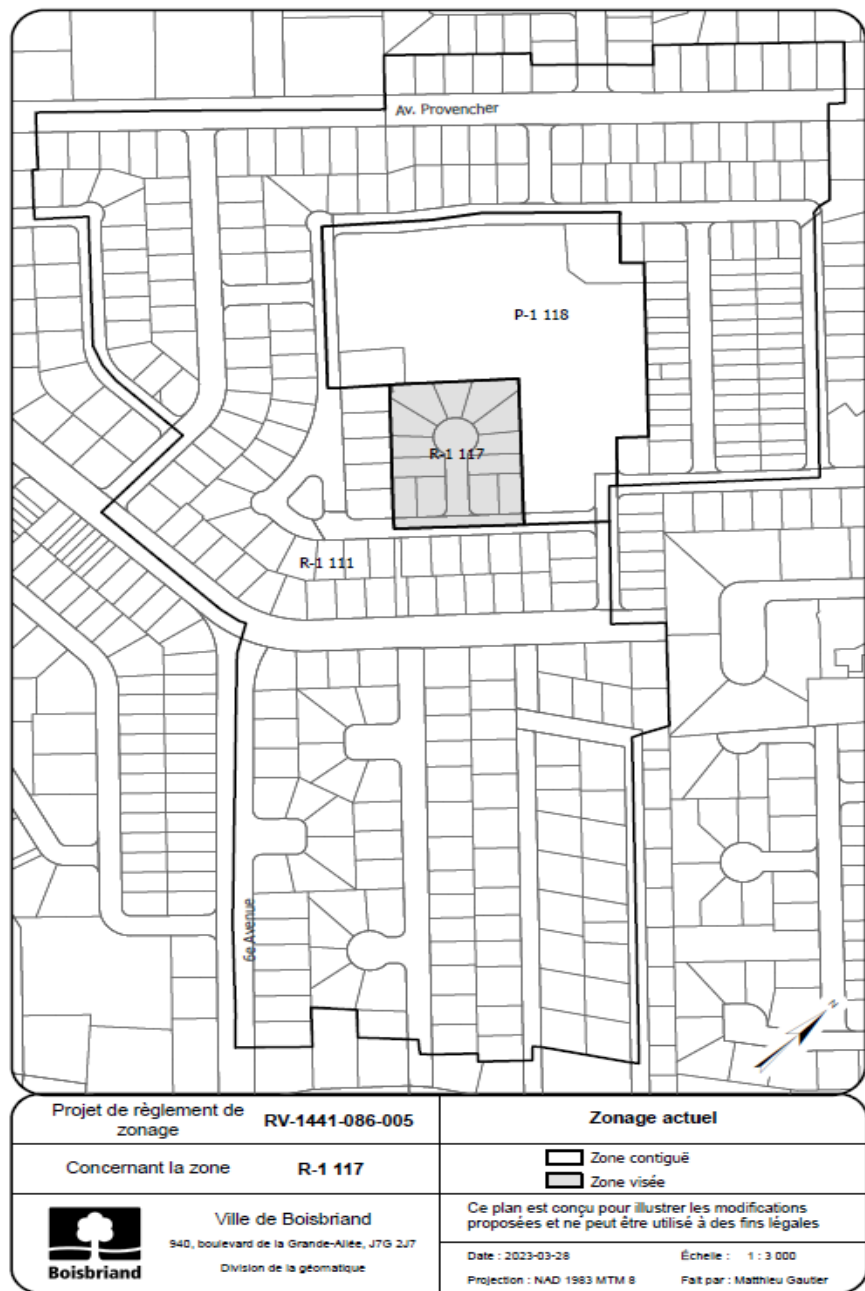 Av. Provencher
P-1 118
R-1 117
R-1 111
6e Avenue
N
Projet de règlement de
zonage
RV-1441-086-005
Concernant la zone
R-1 117
Zonage actuel
Zone contiguë
Zone visée
Boisbriand
Ville de Boisbriand
940, boulevard de la Grande-Allée, J7G 2J7
Division de la géomatique
Ce plan est conçu pour illustrer les modifications
proposées et ne peut être utilisé à des fins légales
Date : 2023-03-28
Échelle : 1 : 3 000
Projection : NAD 1983 MTM 8
Fait par : Matthieu Gautier